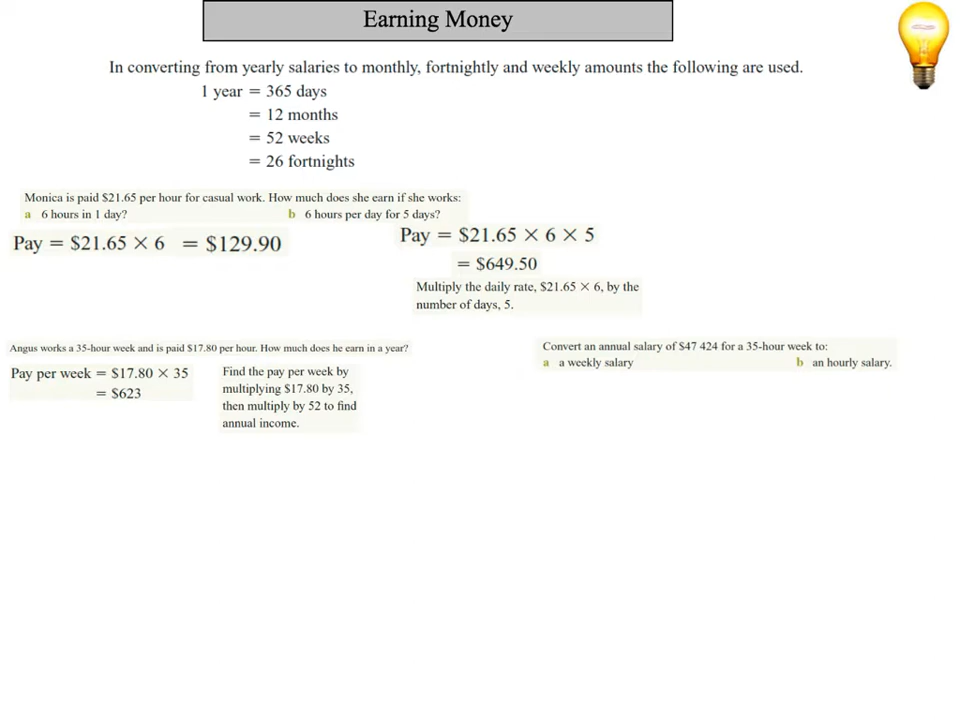 Earning Money
In converting from yearly salaries to monthly, fortnightly and weekly amounts the following are used.
1 year = 365 days
= 12 months
= 52 weeks
= 26 fortnights
Monica is paid $21.65 per hour for casual work. How much does she earn if she works:
a 6 hours in 1 day?
b 6 hours per day for 5 days?
Pay = $21.65 × 6 = $129.90
Pay = $21.65 × 6 × 5
= $649.50
Multiply the daily rate, $21.65 × 6, by the
number of days, 5.
Angus works a 35-hour week and is paid $17.80 per hour. How much does he earn in a year?
Pay per week = $17.80 × 35
= $623
Find the pay per week by
multiplying $17.80 by 35,
then multiply by 52 to find
annual income.
Convert an annual salary of $47 424 for a 35-hour week to:
a a weekly salary
b an hourly salary.